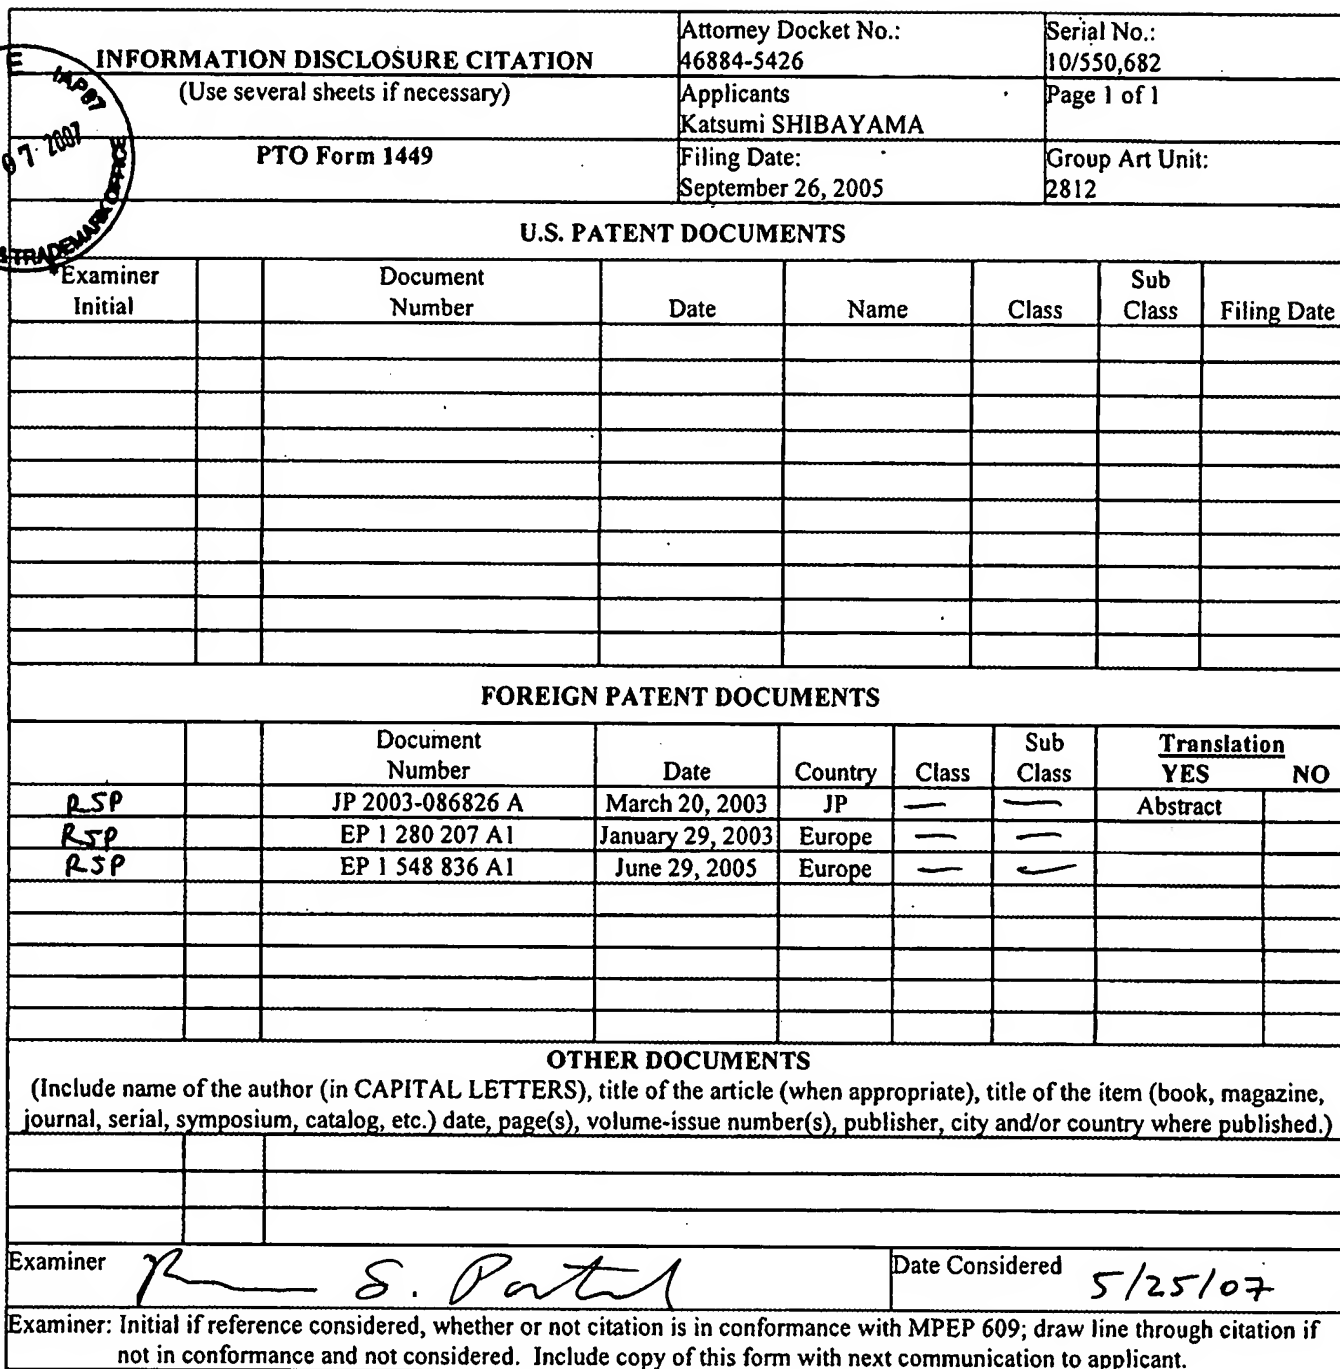 INFORMATION DISCLOSURE CITATION
(Use several sheets if necessary)
PTO Form 1449
Attorney Docket No.:
46884-5426
Serial No.:
10/550,682
Applicants
Katsumi SHIBAYAMA
Page 1 of 1
Filing Date:
September 26, 2005
Group Art Unit:
2812
E IAP87
07 2007
& TRADEMARK OFFICE
U.S. PATENT DOCUMENTS
*Examiner Initial Document Number Date Name Class Sub Class Filing Date
FOREIGN PATENT DOCUMENTS
Document Number Date Country Class Sub Class Translation YES NO
RSP JP 2003-086826 A March 20, 2003 JP — — Abstract
RSP EP 1 280 207 A1 January 29, 2003 Europe — —
RSP EP 1 548 836 A1 June 29, 2005 Europe — —
OTHER DOCUMENTS
(Include name of the author (in CAPITAL LETTERS), title of the article (when appropriate), title of the item (book, magazine,
journal, serial, symposium, catalog, etc.) date, page(s), volume-issue number(s), publisher, city and/or country where published.)
Examiner S. Patel Date Considered 5/25/07
Examiner: Initial if reference considered, whether or not citation is in conformance with MPEP 609; draw line through citation if
not in conformance and not considered. Include copy of this form with next communication to applicant.